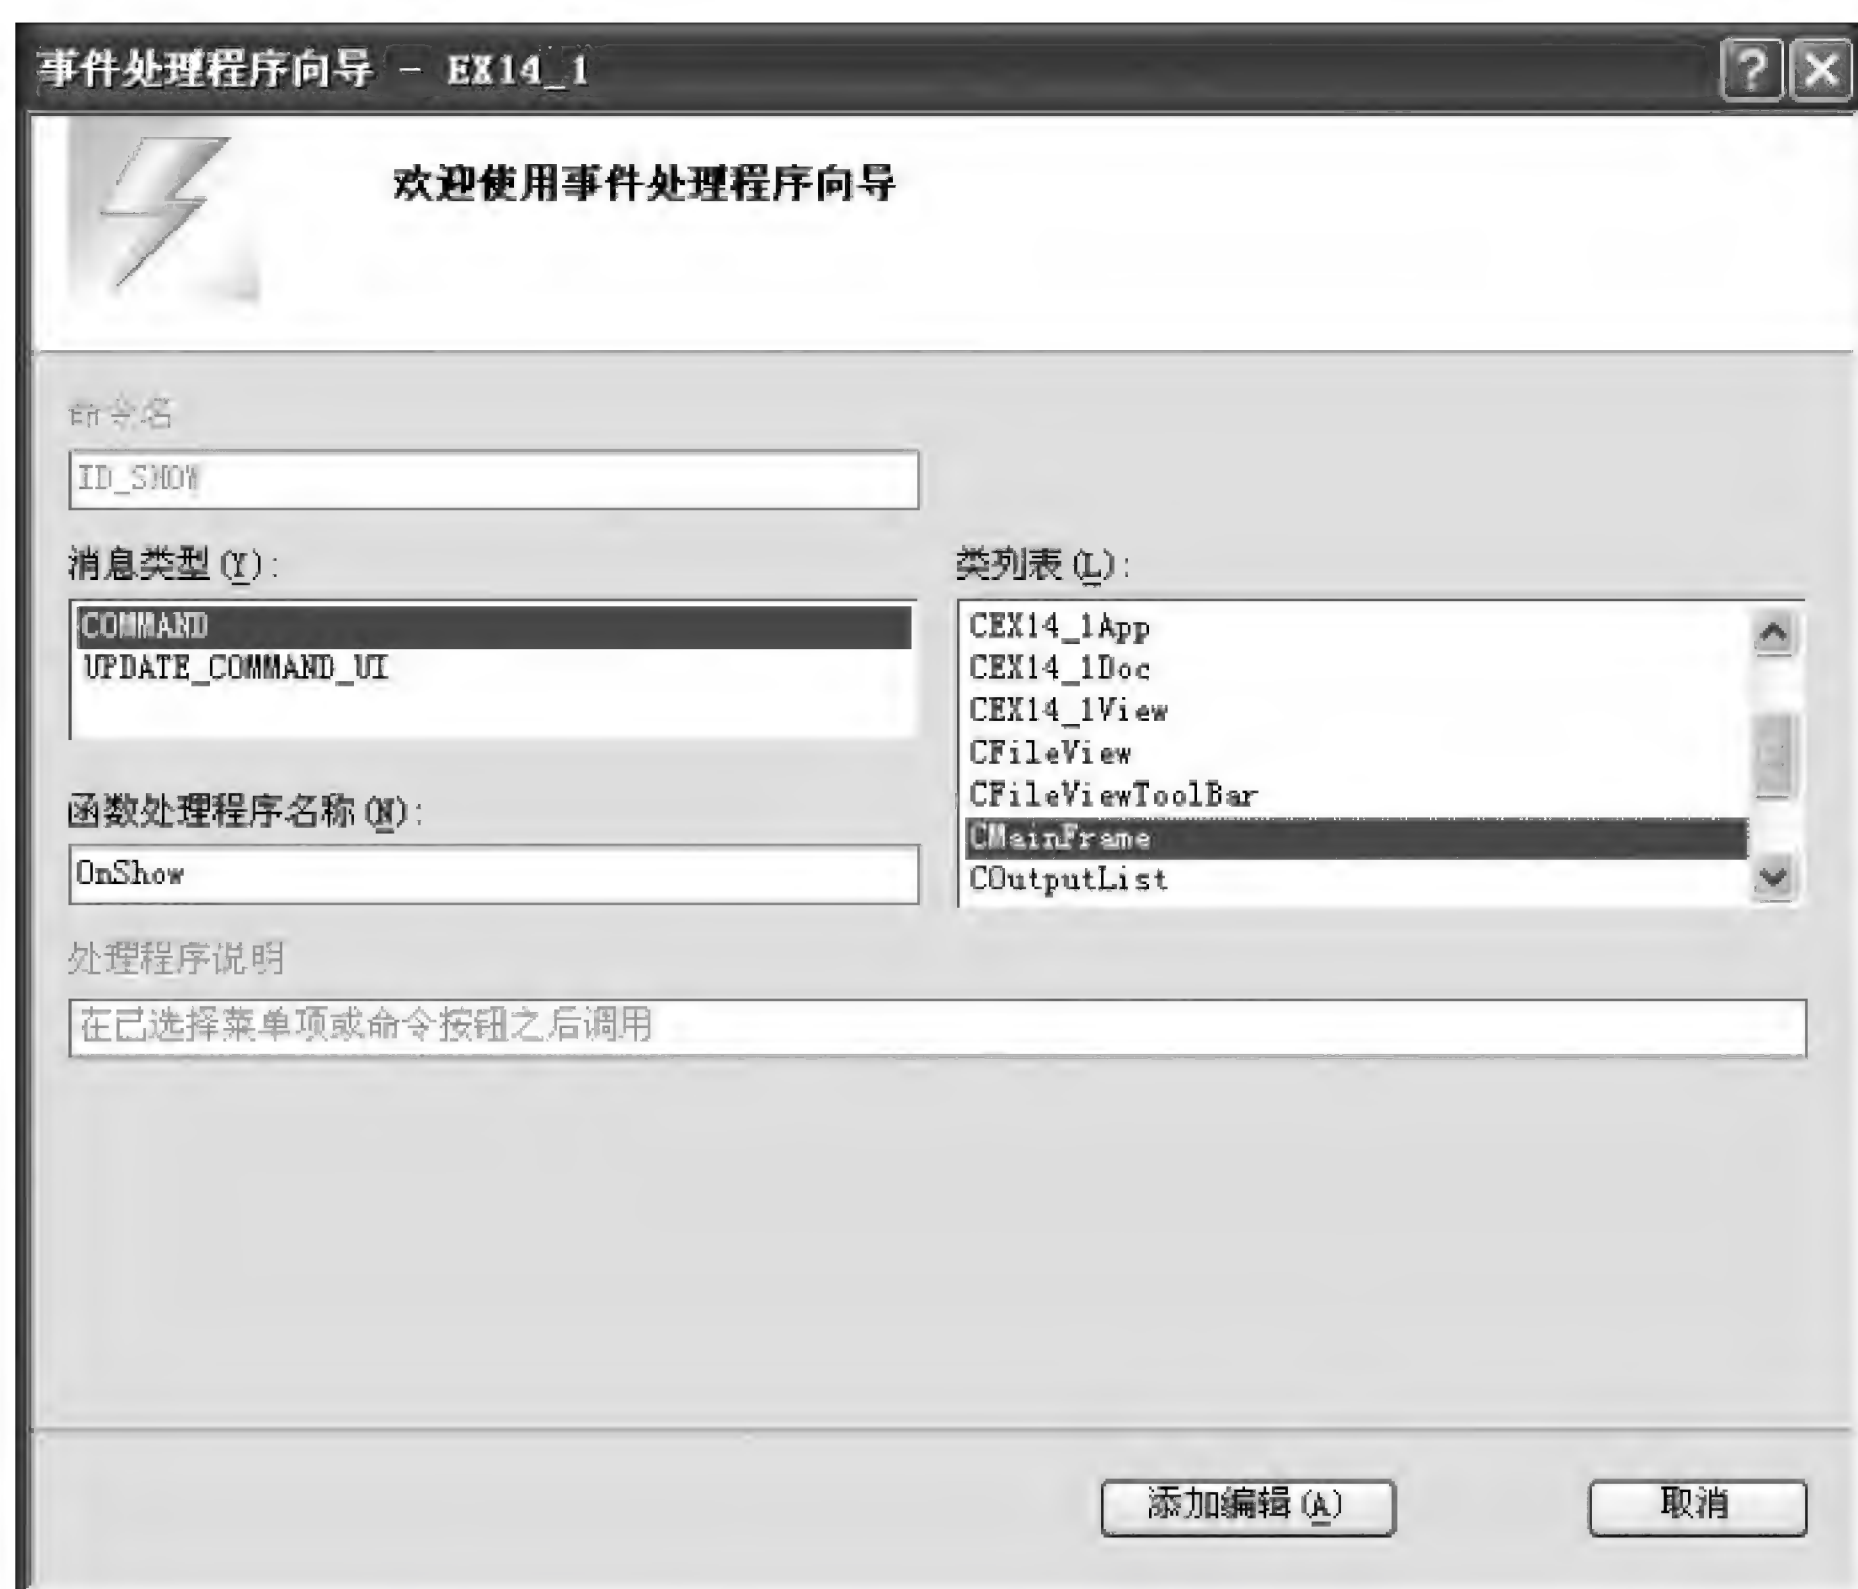 事件处理程序向导 - EX14_1
欢迎使用事件处理程序向导
命令名
ID_SHOW
消息类型(Y):
COMMAND
UPDATE_COMMAND_UI
类列表(L):
CEX14_1App
CEX14_1Doc
CEX14_1View
CFileView
CFileViewToolBar
CMainFrame
COutputList
函数处理程序名称(N):
OnShow
处理程序说明
在已选择菜单项或命令按钮之后调用
添加编辑(A)
取消